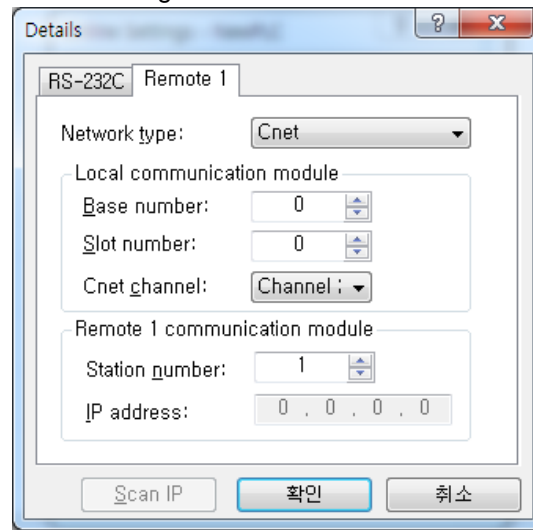 Details
RS-232C Remote 1
Network type: Cnet
Local communication module
Base number: 0
Slot number: 0
Cnet channel: Channel
Remote 1 communication module
Station number: 1
IP address: 0 . 0 . 0 . 0
Scan IP 확인 취소